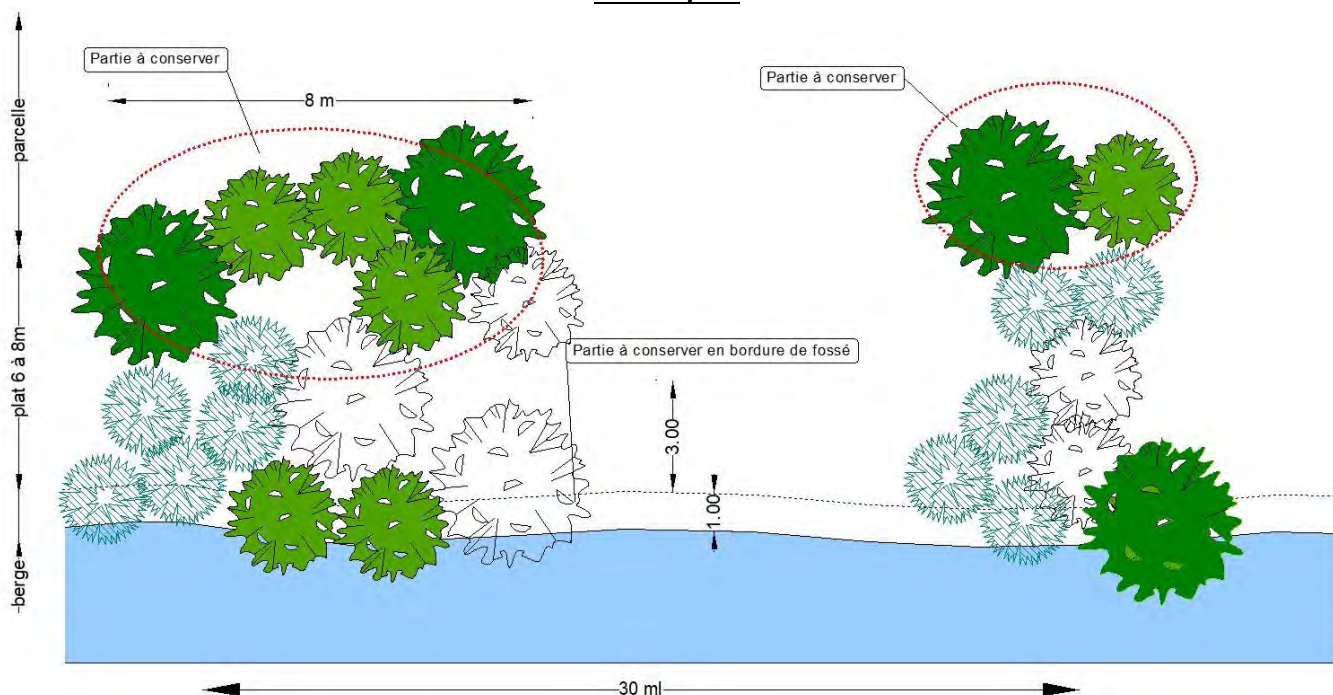 Partie à conserver
Partie à conserver
8 m
parcelle
plat 6 à 8m
Partie à conserver en bordure de fossé
3.00
1.00
berge
30 ml